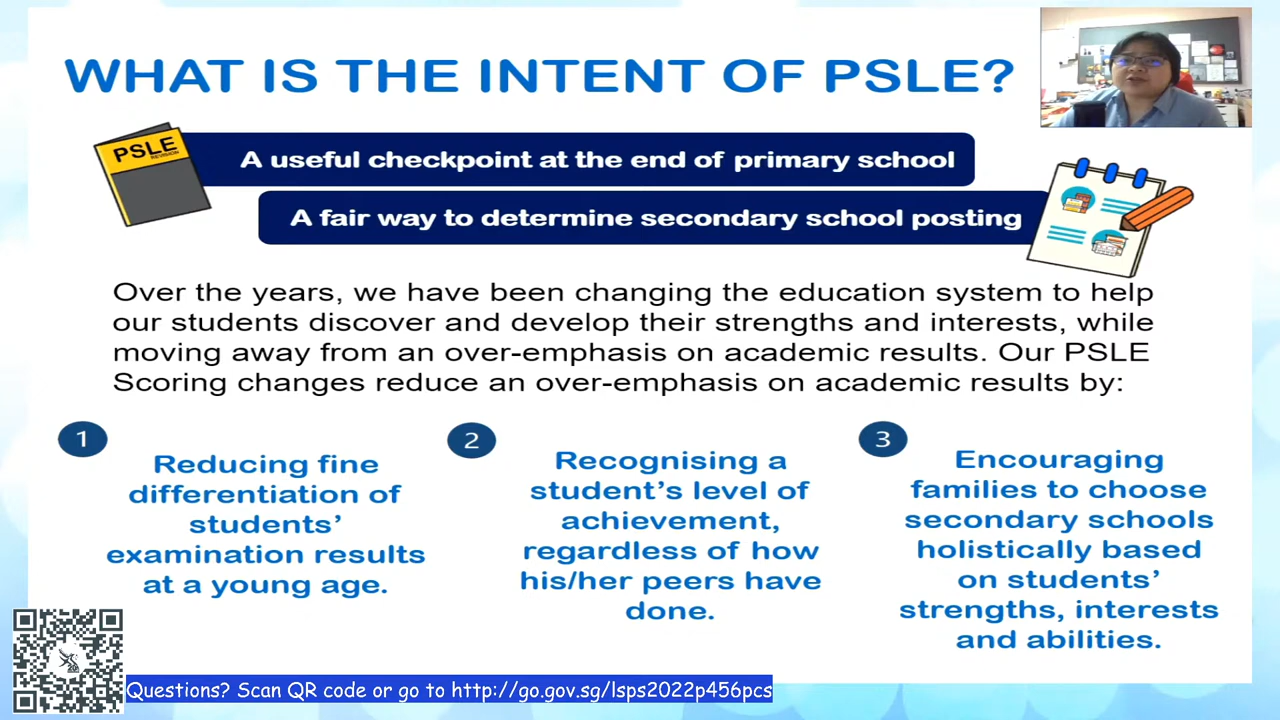 WHAT IS THE INTENT OF PSLE?
PSLE
REVISION
A useful checkpoint at the end of primary school
A fair way to determine secondary school posting
Over the years, we have been changing the education system to help
our students discover and develop their strengths and interests, while
moving away from an over-emphasis on academic results. Our PSLE
Scoring changes reduce an over-emphasis on academic results by:
1
Reducing fine
differentiation of
students’
examination results
at a young age.
2
Recognising a
student’s level of
achievement,
regardless of how
his/her peers have
done.
3
Encouraging
families to choose
secondary schools
holistically based
on students’
strengths, interests
and abilities.
Questions? Scan QR code or go to http://go.gov.sg/lsps2022p456pcs